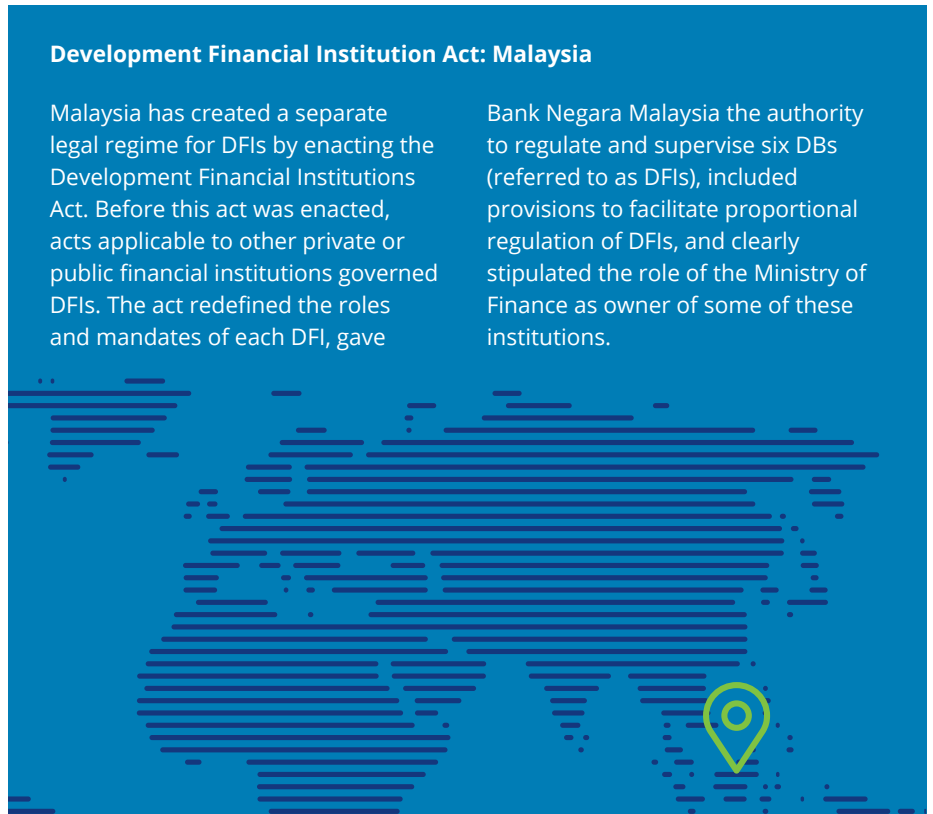 Development Financial Institution Act: Malaysia
Malaysia has created a separate
legal regime for DFIs by enacting the
Development Financial Institutions
Act. Before this act was enacted,
acts applicable to other private or
public financial institutions governed
DFIs. The act redefined the roles
and mandates of each DFI, gave
Bank Negara Malaysia the authority
to regulate and supervise six DBs
(referred to as DFIs), included
provisions to facilitate proportional
regulation of DFIs, and clearly
stipulated the role of the Ministry of
Finance as owner of some of these
institutions.